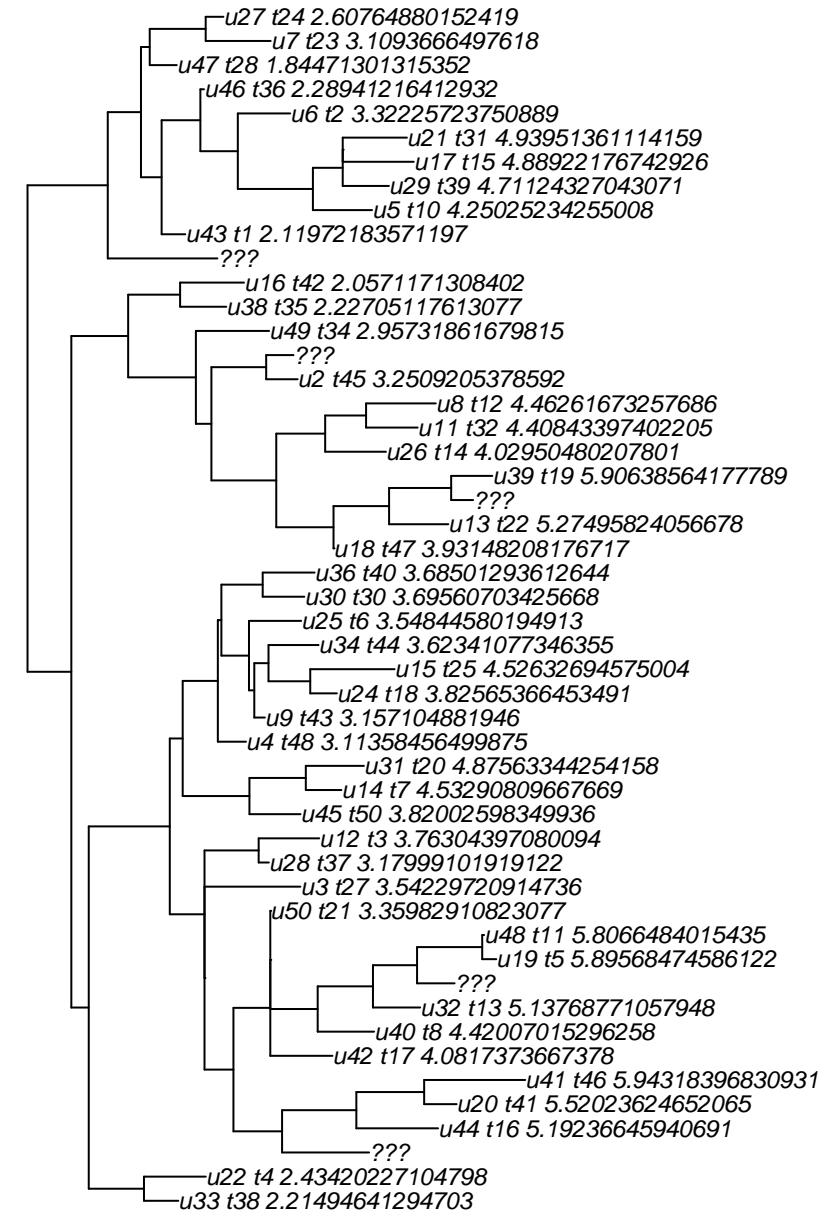 u27 t24 2.60764880152419
u7 t23 3.1093666497618
u47 t28 1.84471301315352
u46 t36 2.28941216412932
u6 t2 3.32225723750889
u21 t31 4.93951361114159
u17 t15 4.88922176742926
u29 t39 4.71124327043071
u5 t10 4.25025234255008
u43 t1 2.11972183571197
???
u16 t42 2.0571171308402
u38 t35 2.22705117613077
u49 t34 2.95731861679815
???
u2 t45 3.2509205378592
u8 t12 4.46261673257686
u11 t32 4.40843397402205
u26 t14 4.02950480207801
u39 t19 5.90638564177789
???
u13 t22 5.27495824056678
u18 t47 3.93148208176717
u36 t40 3.68501293612644
u30 t30 3.69560703425668
u25 t6 3.54844580194913
u34 t44 3.62341077346355
u15 t25 4.52632694575004
u24 t18 3.82565366453491
u9 t43 3.157104881946
u4 t48 3.11358456499875
u31 t20 4.87563344254158
u14 t7 4.53290809667669
u45 t50 3.82002598349936
u12 t3 3.76304397080094
u28 t37 3.17999101919122
u3 t27 3.54229720914736
u50 t21 3.35982910823077
u48 t11 5.8066484015435
u19 t5 5.89568474586122
???
u32 t13 5.13768771057948
u40 t8 4.42007015296258
u42 t17 4.0817373667378
u41 t46 5.94318396830931
u20 t41 5.52023624652065
u44 t16 5.19236645940691
???
u22 t4 2.43420227104798
u33 t38 2.21494641294703